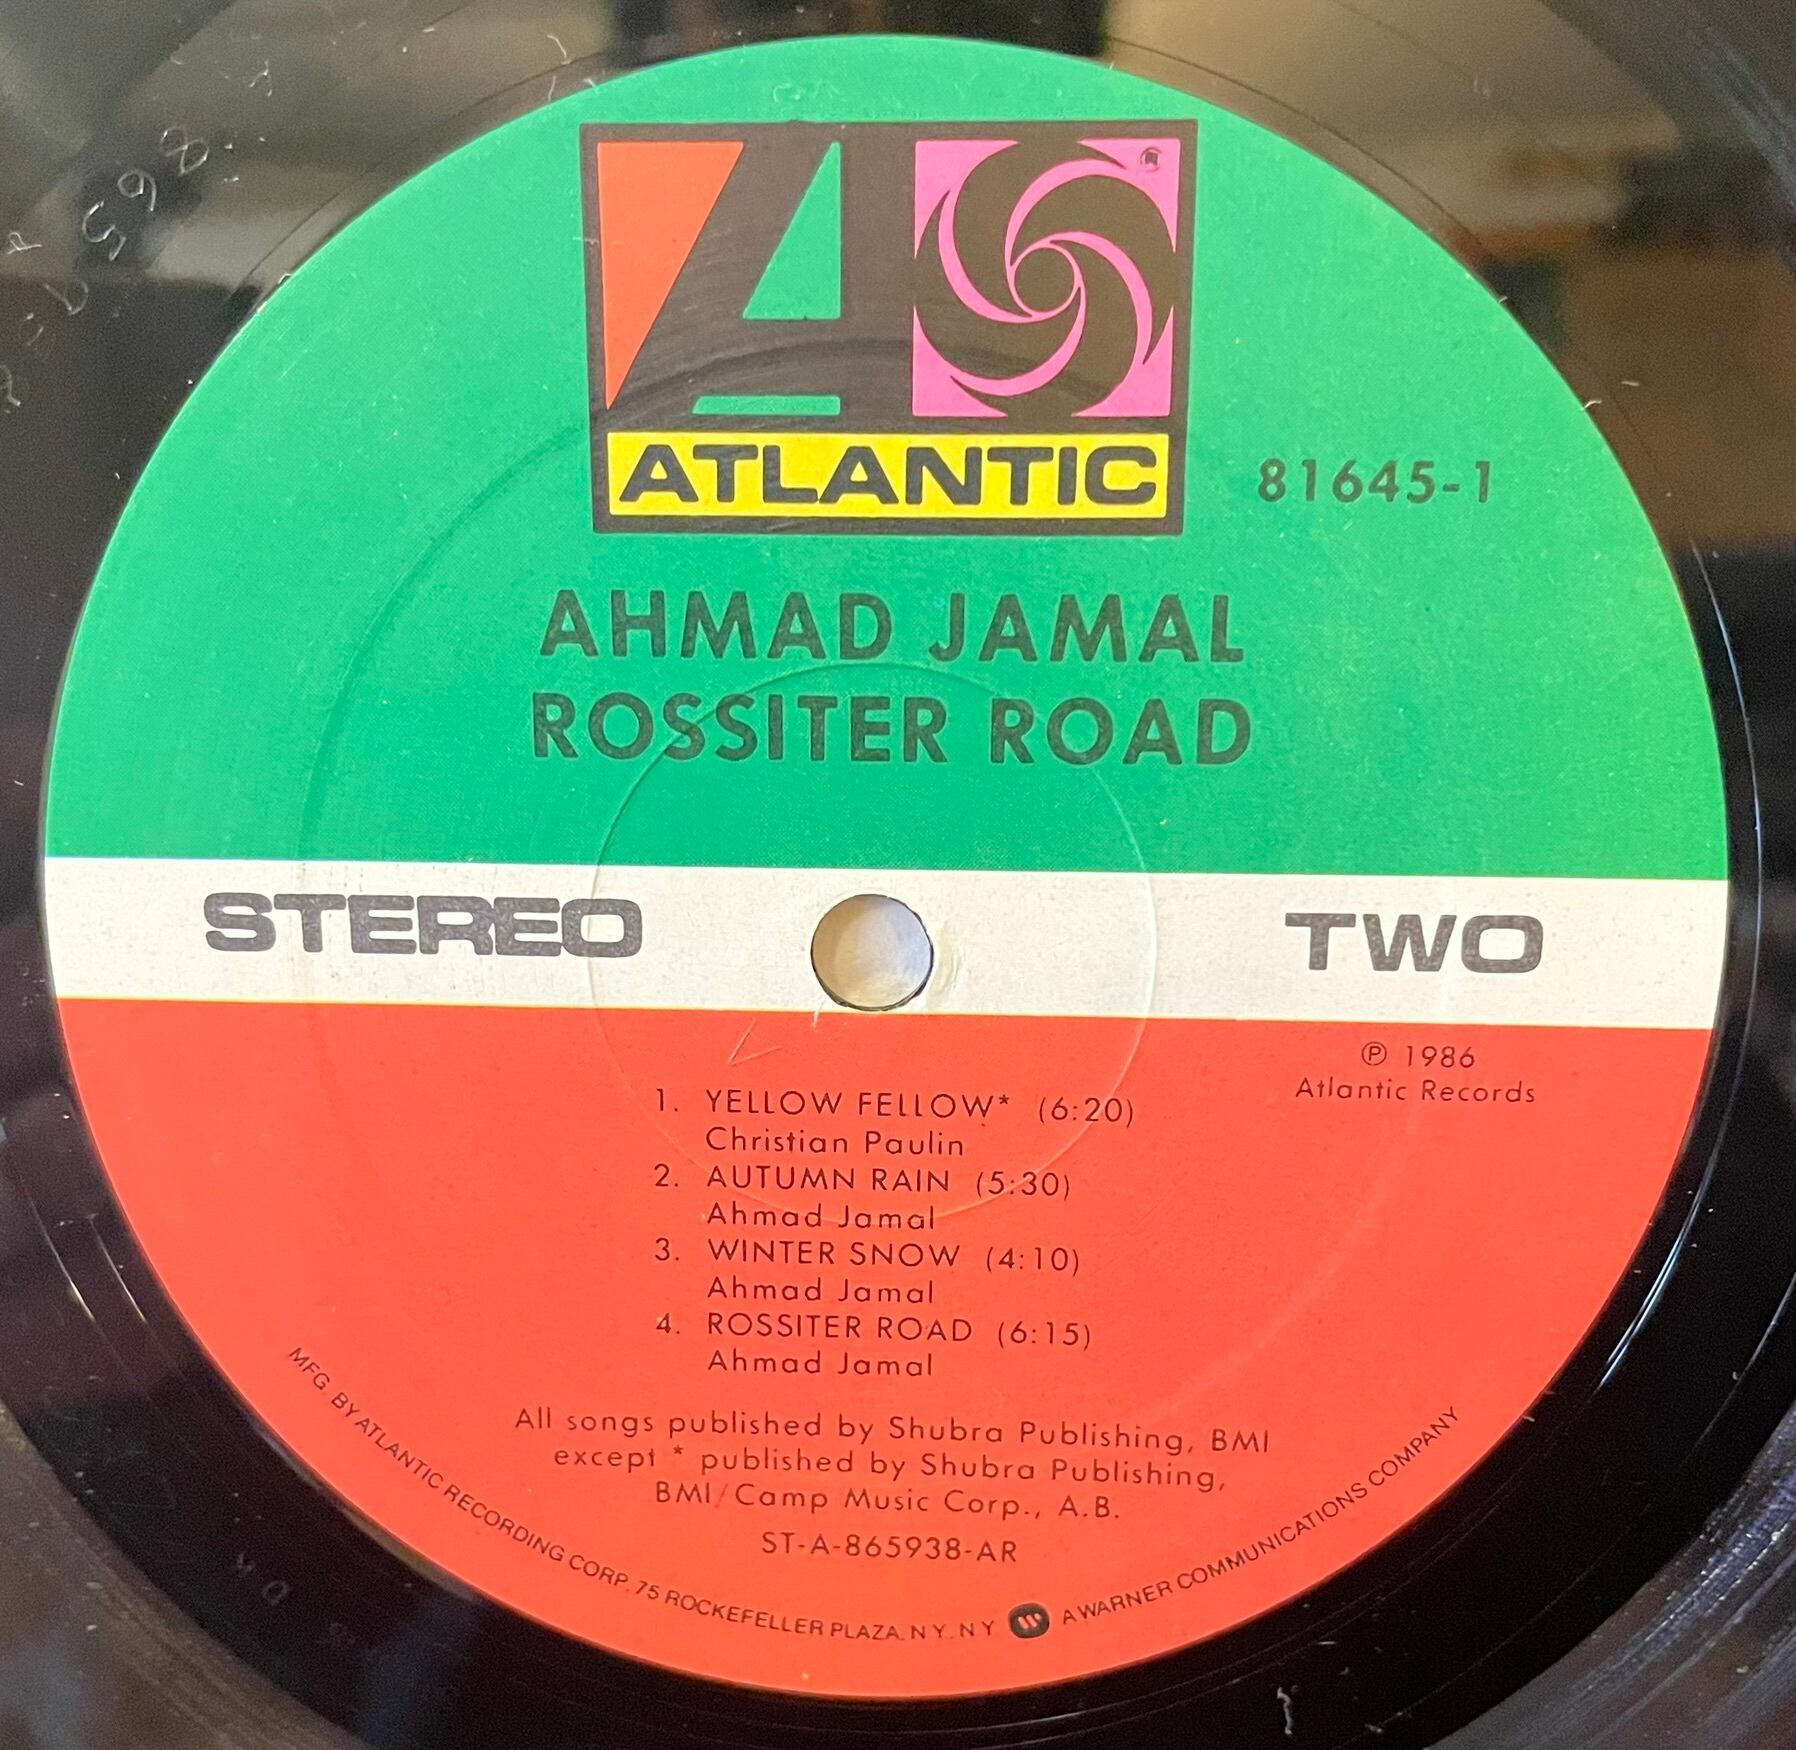 ATLANTIC
81645-1
AHMAD JAMAL
ROSSITER ROAD
STEREO
TWO
℗ 1986
Atlantic Records
1. YELLOW FELLOW* (6:20)
Christian Paulin
2. AUTUMN RAIN (5:30)
Ahmad Jamal
3. WINTER SNOW (4:10)
Ahmad Jamal
4. ROSSITER ROAD (6:15)
Ahmad Jamal
All songs published by Shubra Publishing, BMI
except * published by Shubra Publishing,
BMI/Camp Music Corp., A.B.
ST-A-865938-AR
MFG. BY ATLANTIC RECORDING CORP. 75 ROCKEFELLER PLAZA. N.Y. N.Y. A WARNER COMMUNICATIONS COMPANY